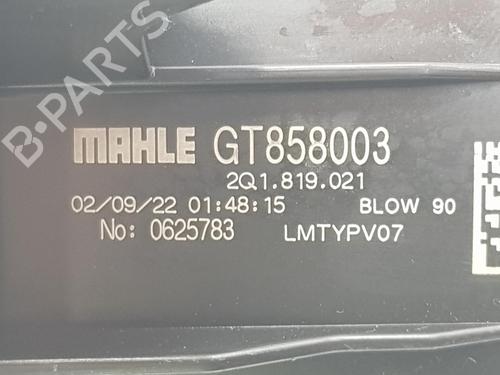 B-PARTS
MAHLE GT858003
2Q1.819.021
02/09/22 01:48:15 BLOW 90
No: 0625783 LMTYPV07